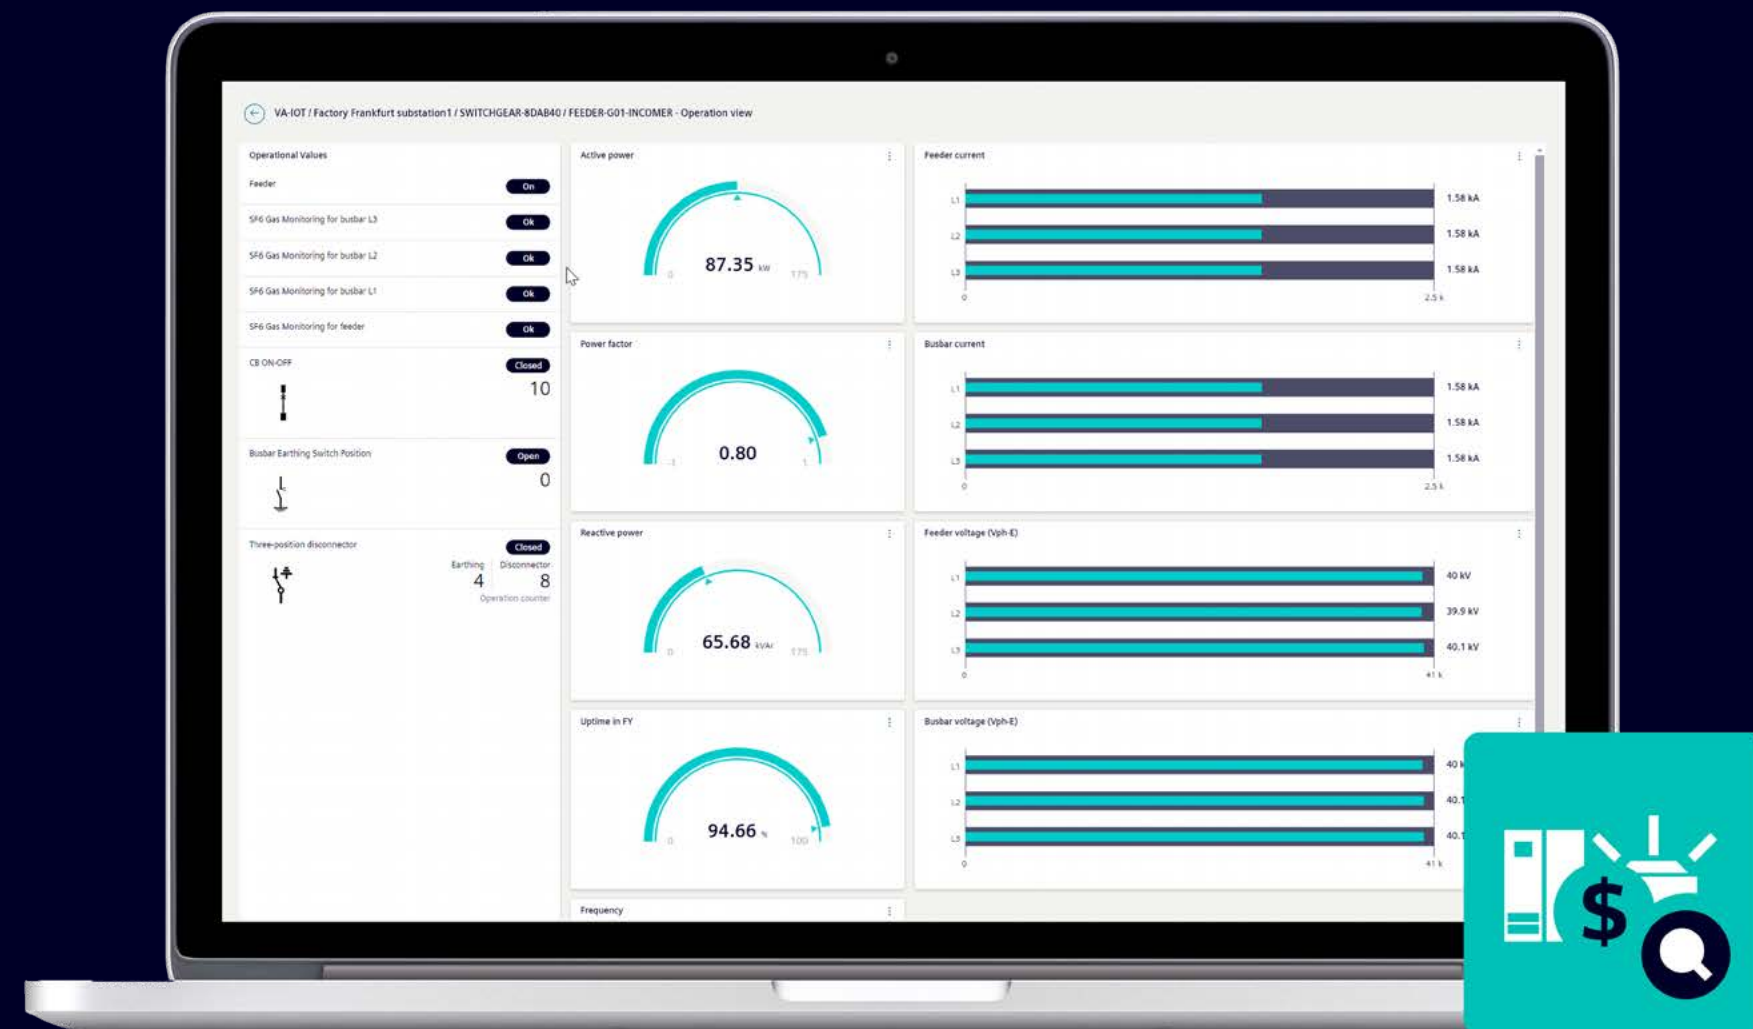 VA-IOT / Factory Frankfurt substation1 / SWITCHGEAR-8DAB40 / FEEDER-G01-INCOMER - Operation view
Operational Values
Feeder
On
SF6 Gas Monitoring for busbar L3
Ok
SF6 Gas Monitoring for busbar L2
Ok
SF6 Gas Monitoring for busbar L1
Ok
SF6 Gas Monitoring for feeder
Ok
CB ON-OFF
Closed
10
Busbar Earthing Switch Position
Open
0
Three-position disconnector
Closed
Earthing Disconnector
4 8
Operation counter
Active power
87.35 kW
0 175
Power factor
0.80
-1 1
Reactive power
65.68 kVAr
0 175
Uptime in FY
94.66 %
0 100
Frequency
Feeder current
L1 1.58 kA
L2 1.58 kA
L3 1.58 kA
0 2.5 k
Busbar current
L1 1.58 kA
L2 1.58 kA
L3 1.58 kA
0 2.5 k
Feeder voltage (Vph-E)
L1 40 kV
L2 39.9 kV
L3 40.1 kV
0 41 k
Busbar voltage (Vph-E)
L1 40
L2 40.1
L3 40.1
0 41 k
$